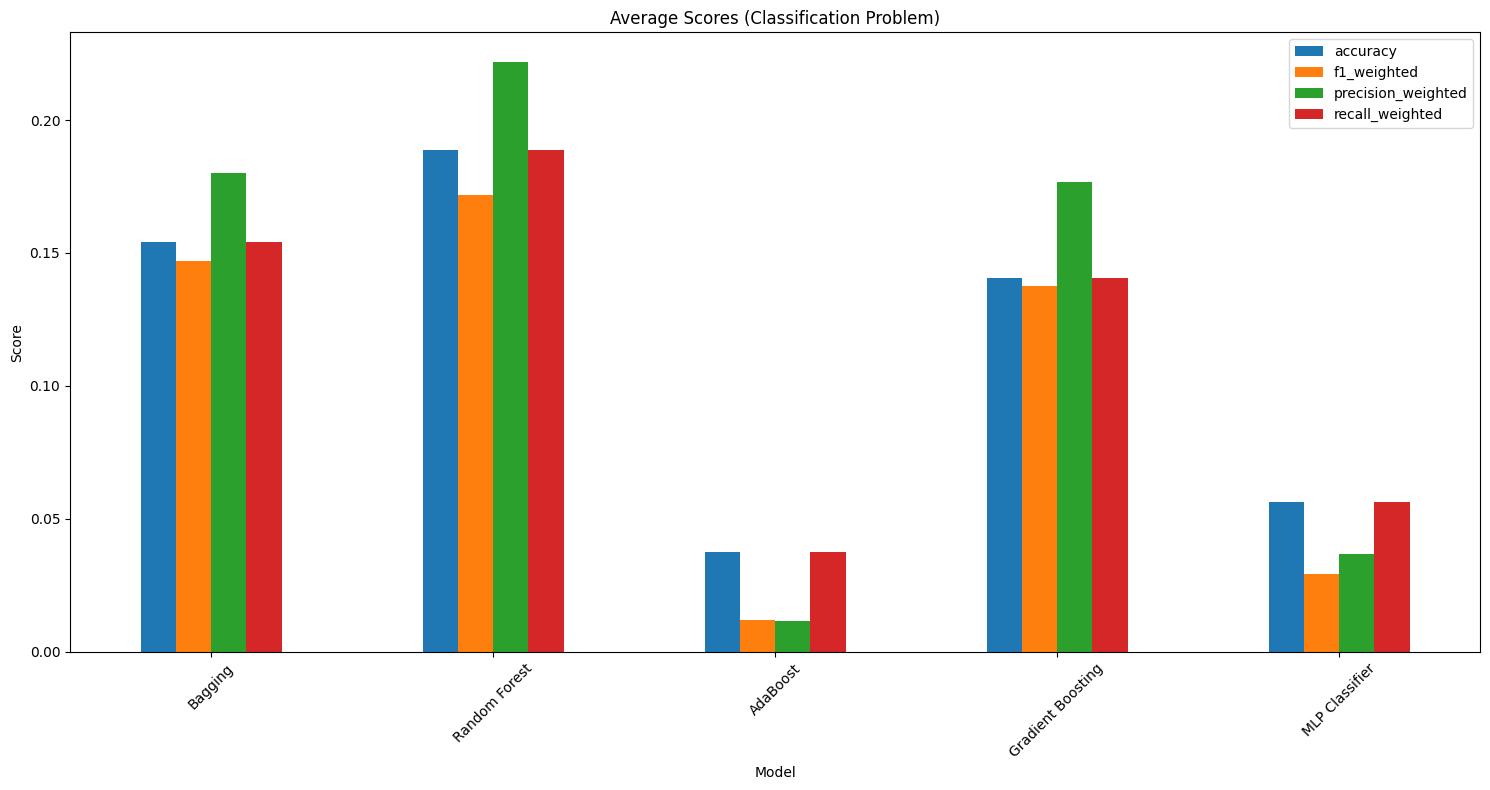 Average Scores (Classification Problem)
accuracy
f1_weighted
precision_weighted
recall_weighted
Score
0.20
0.15
0.10
0.05
0.00
Bagging
Random Forest
AdaBoost
Gradient Boosting
MLP Classifier
Model